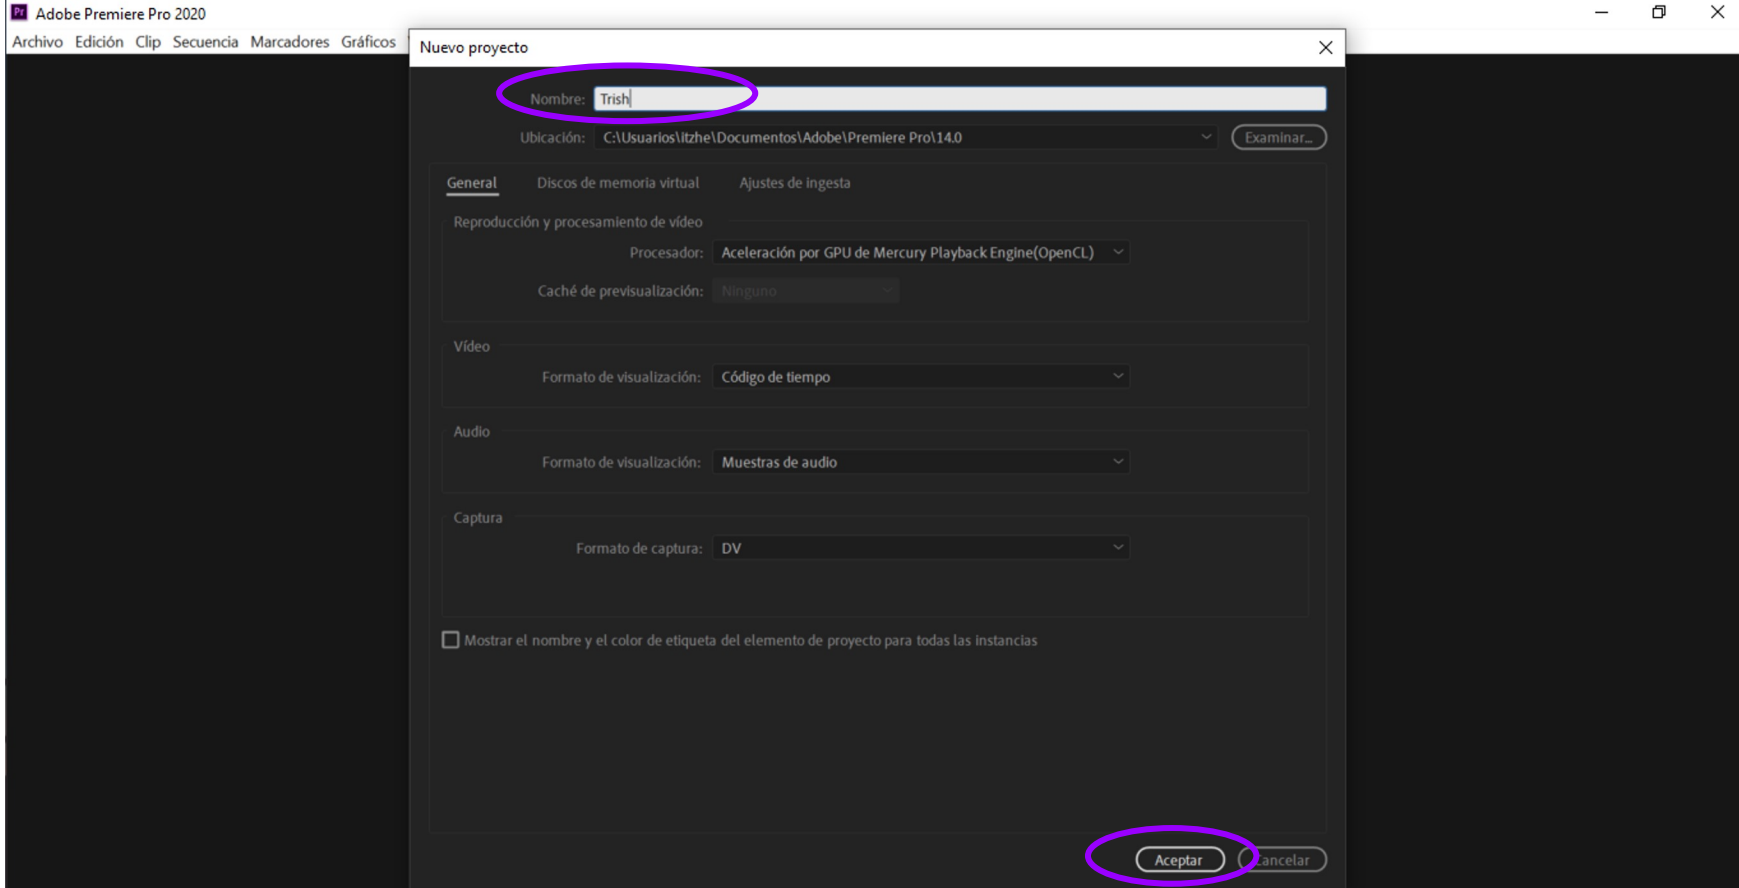 Pr Adobe Premiere Pro 2020
Archivo Edición Clip Secuencia Marcadores Gráficos
Nuevo proyecto
Nombre: Trish
Ubicación: C:\Usuarios\itzhe\Documentos\Adobe\Premiere Pro\14.0 Examinar...
General Discos de memoria virtual Ajustes de ingesta
Reproducción y procesamiento de vídeo
Procesador: Aceleración por GPU de Mercury Playback Engine(OpenCL)
Caché de previsualización: Ninguno
Vídeo
Formato de visualización: Código de tiempo
Audio
Formato de visualización: Muestras de audio
Captura
Formato de captura: DV
Mostrar el nombre y el color de etiqueta del elemento de proyecto para todas las instancias
Aceptar Cancelar